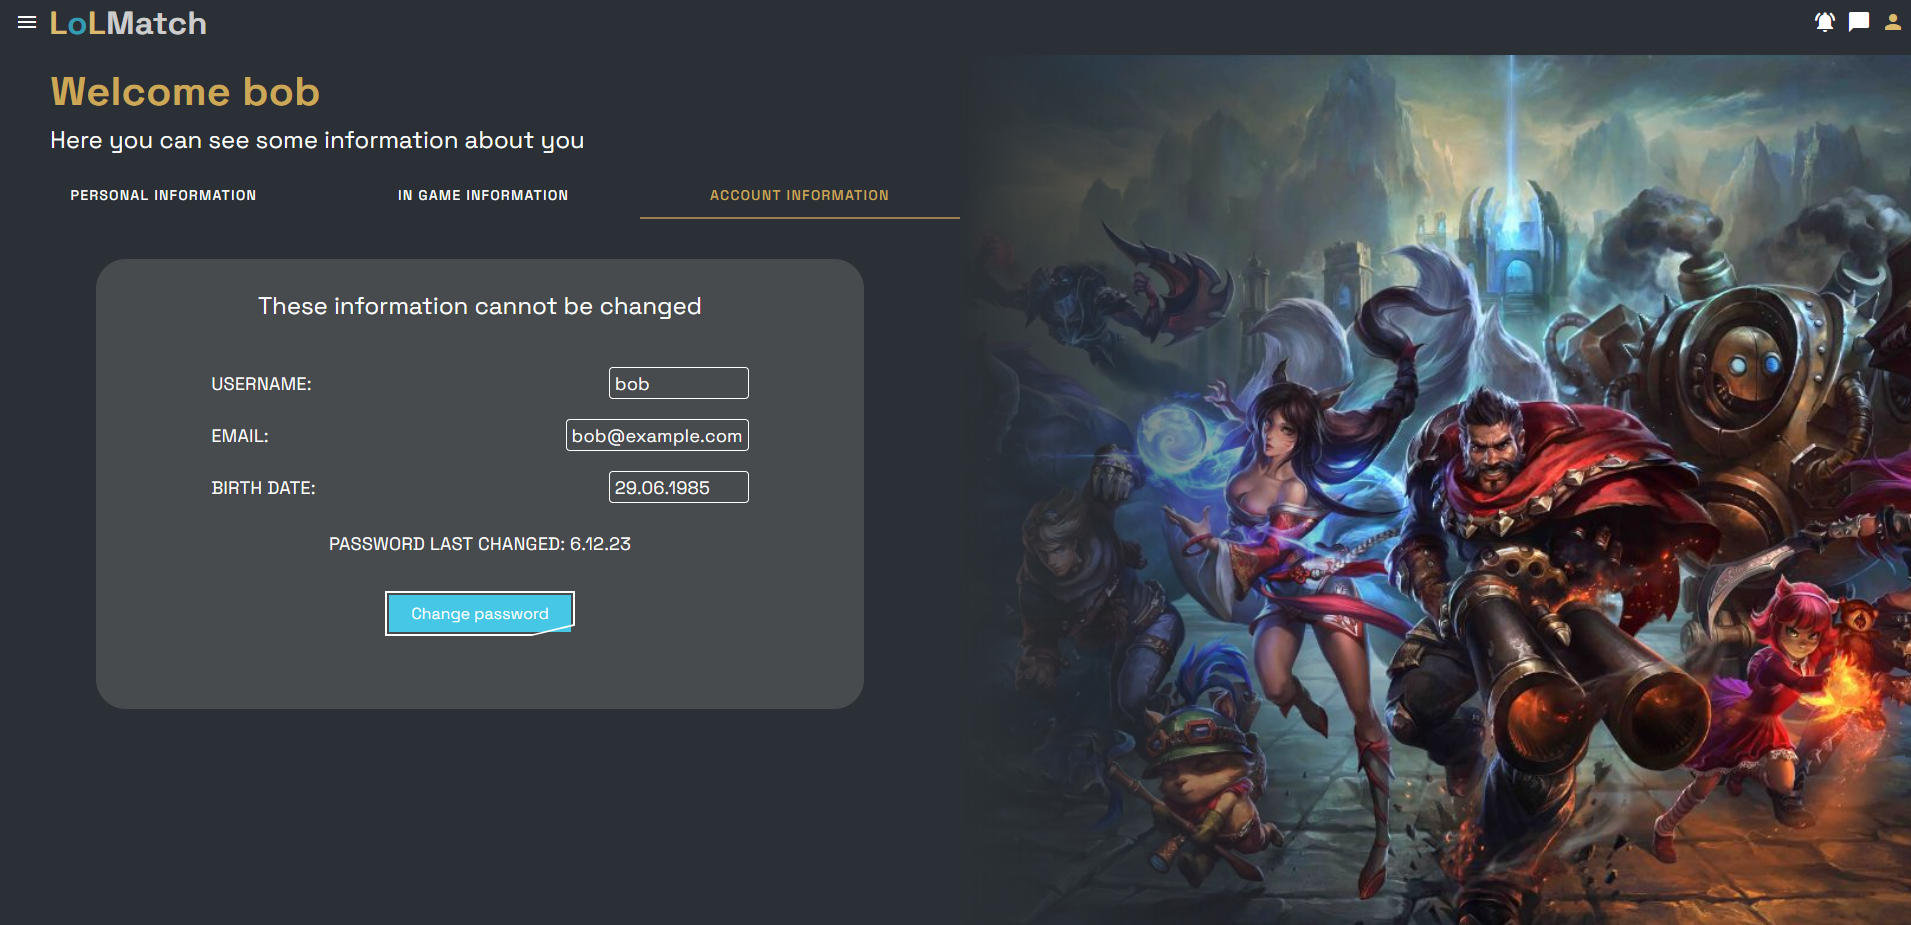 LoLMatch
Welcome bob
Here you can see some information about you
PERSONAL INFORMATION IN GAME INFORMATION ACCOUNT INFORMATION
These information cannot be changed
USERNAME: bob
EMAIL: bob@example.com
BIRTH DATE: 29.06.1985
PASSWORD LAST CHANGED: 6.12.23
Change password